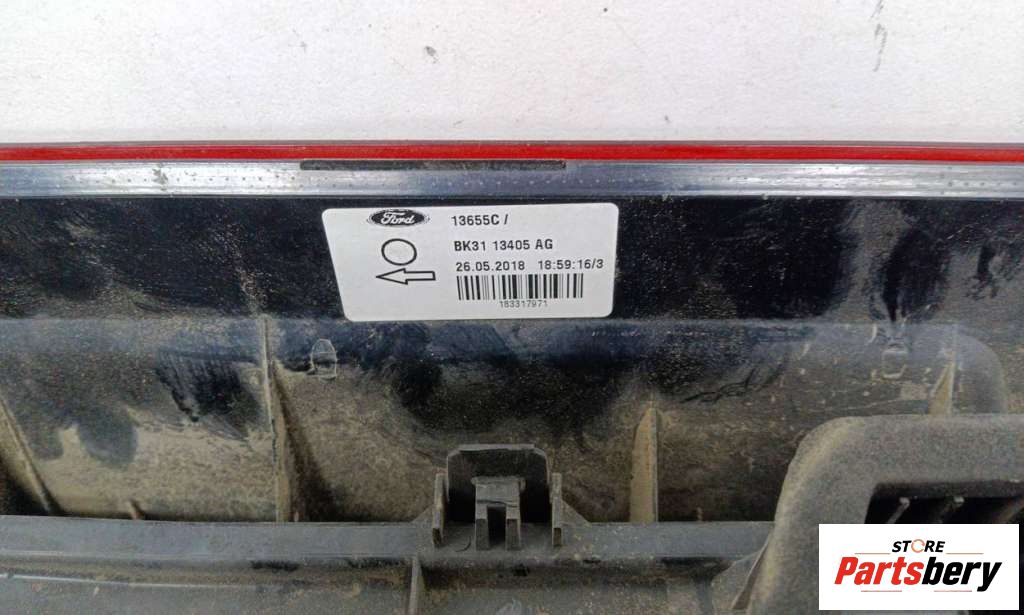 Ford
13655C /
BK31 13405 AG
26.05.2018 18:59:16/3
183317971
STORE
Partsbery